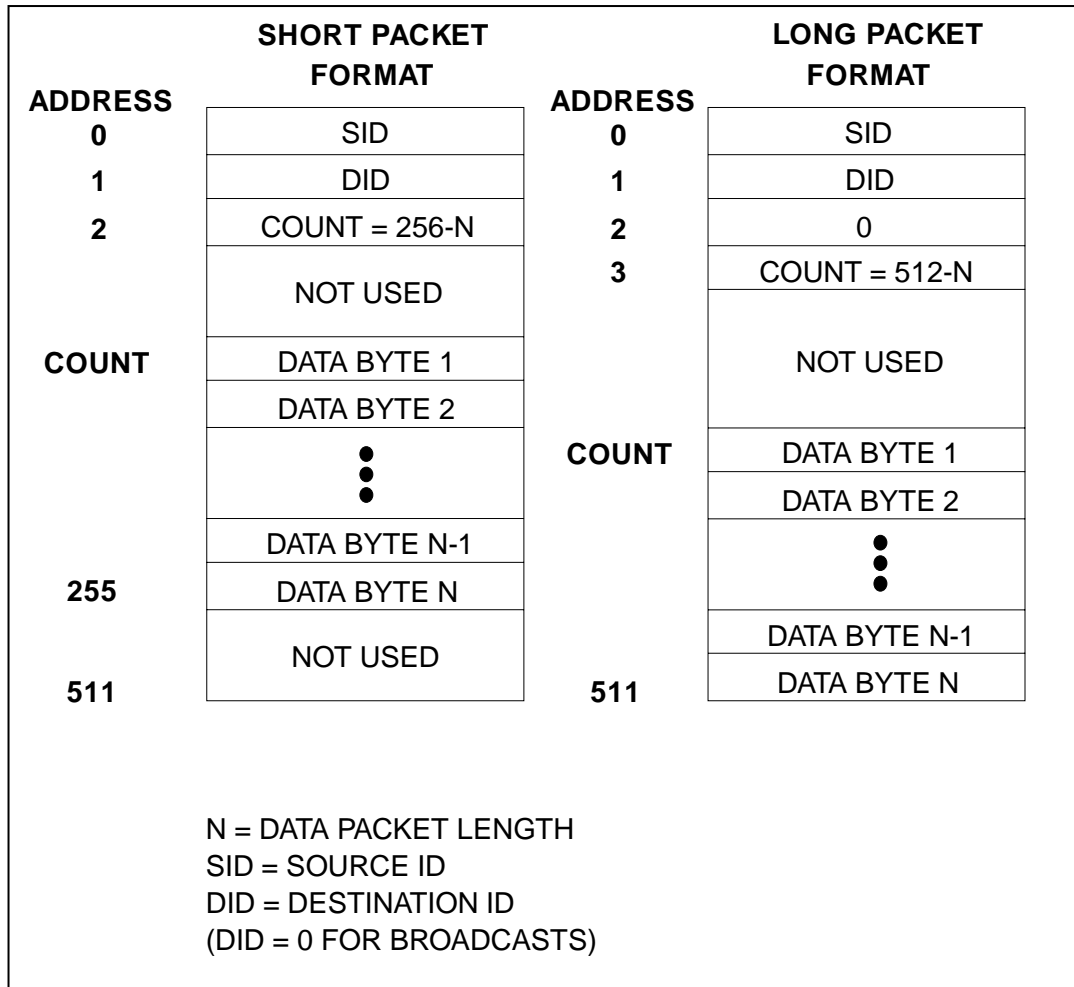 SHORT PACKET
FORMAT
ADDRESS
0
SID
1
DID
2
COUNT = 256-N
NOT USED
COUNT
DATA BYTE 1
DATA BYTE 2
DATA BYTE N-1
255
DATA BYTE N
NOT USED
511
LONG PACKET
FORMAT
ADDRESS
0
SID
1
DID
2
0
3
COUNT = 512-N
NOT USED
COUNT
DATA BYTE 1
DATA BYTE 2
DATA BYTE N-1
511
DATA BYTE N
N = DATA PACKET LENGTH
SID = SOURCE ID
DID = DESTINATION ID
(DID = 0 FOR BROADCASTS)